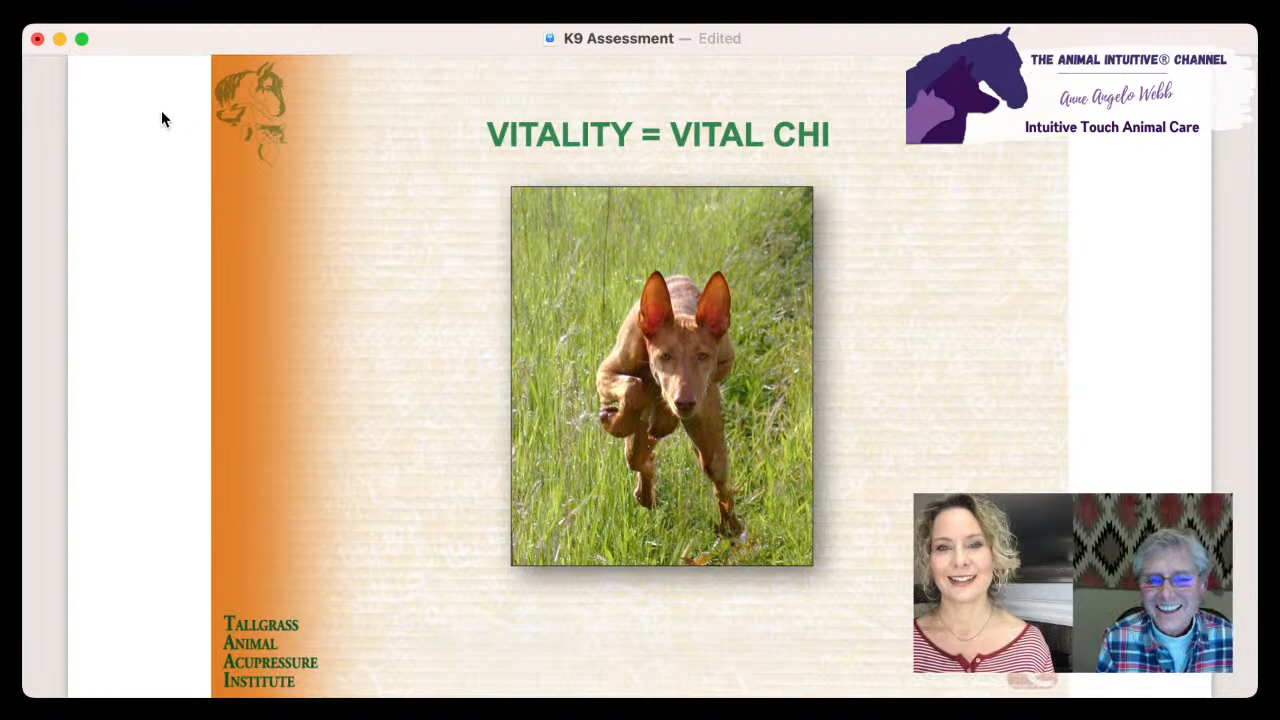 K9 Assessment — Edited
THE ANIMAL INTUITIVE® CHANNEL
Anne Angelo Webb
Intuitive Touch Animal Care
VITALITY = VITAL CHI
TALLGRASS
ANIMAL
ACUPRESSURE
INSTITUTE